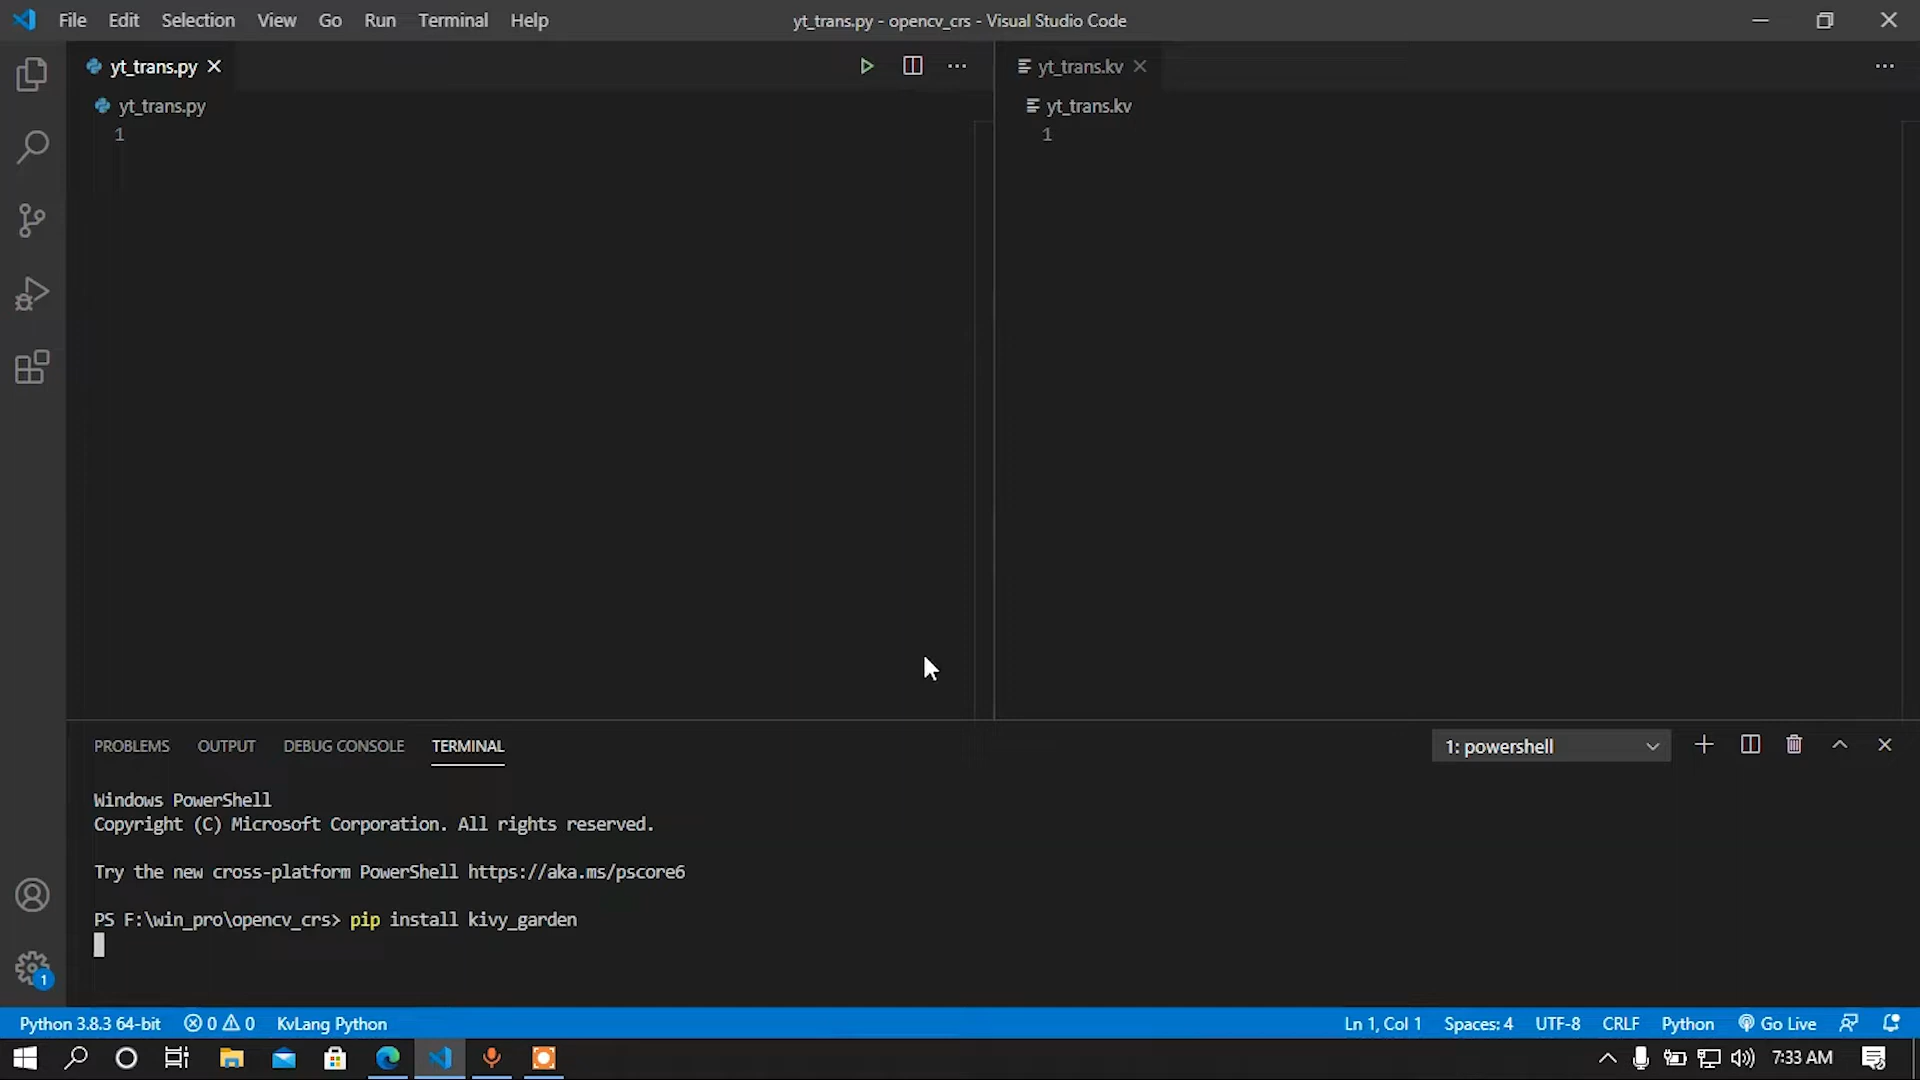 File Edit Selection View Go Run Terminal Help yt_trans.py - opencv_crs - Visual Studio Code
yt_trans.py
yt_trans.kv
yt_trans.py
yt_trans.kv
1
1
PROBLEMS OUTPUT DEBUG CONSOLE TERMINAL 1: powershell
Windows PowerShell
Copyright (C) Microsoft Corporation. All rights reserved.
Try the new cross-platform PowerShell https://aka.ms/pscore6
PS F:\win_pro\opencv_crs> pip install kivy_garden
1
Python 3.8.3 64-bit 0 0 KvLang Python Ln 1, Col 1 Spaces: 4 UTF-8 CRLF Python Go Live
7:33 AM